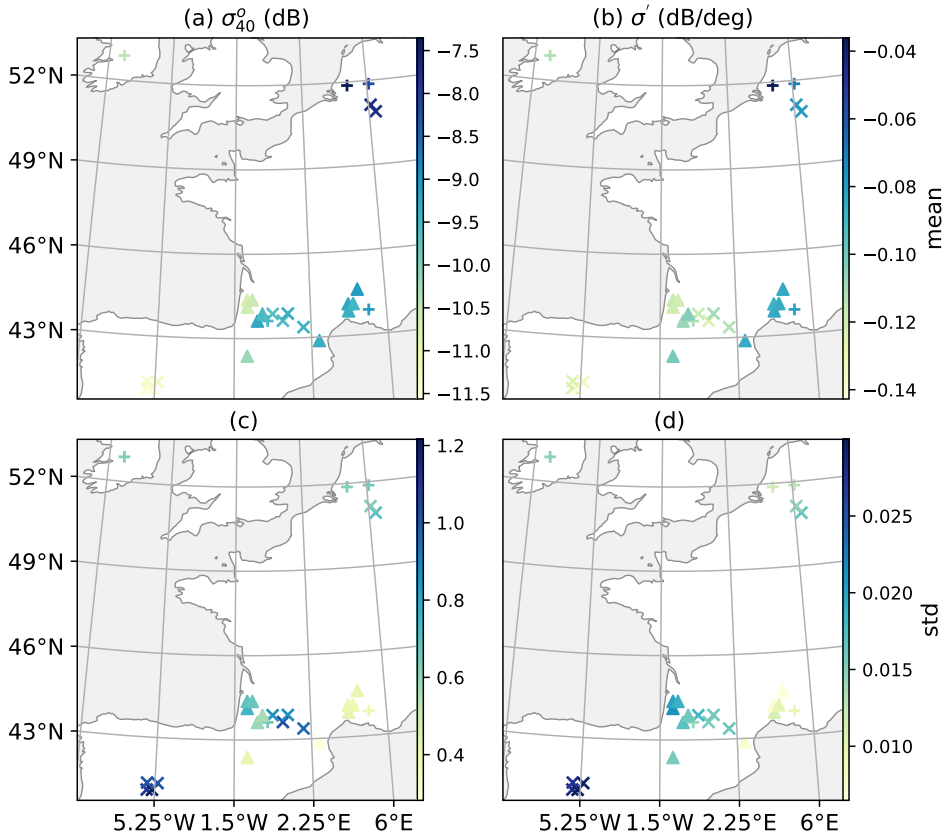 (a) σ₄₀ᵒ (dB)
(b) σ′ (dB/deg)
52°N
49°N
46°N
43°N
−7.5
−8.0
−8.5
−9.0
−9.5
−10.0
−10.5
−11.0
−11.5
−0.04
−0.06
−0.08
−0.10
−0.12
−0.14
mean
(c)
(d)
52°N
49°N
46°N
43°N
1.2
1.0
0.8
0.6
0.4
0.025
0.020
0.015
0.010
std
5.25°W 1.5°W 2.25°E 6°E
5.25°W 1.5°W 2.25°E 6°E